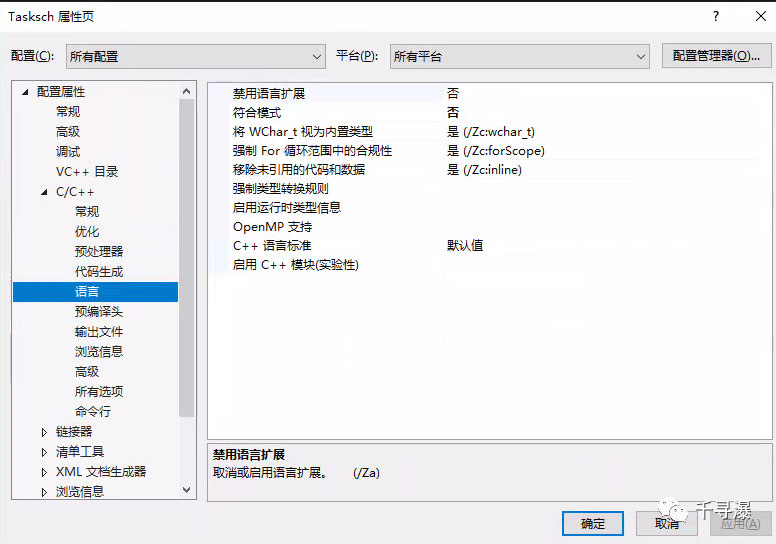 Tasksch 属性页
配置(C): 所有配置 平台(P): 所有平台 配置管理器(O)...
配置属性
常规
高级
调试
VC++ 目录
C/C++
常规
优化
预处理器
代码生成
语言
预编译头
输出文件
浏览信息
高级
所有选项
命令行
链接器
清单工具
XML 文档生成器
浏览信息
禁用语言扩展 否
符合模式 否
将 WChar_t 视为内置类型 是 (/Zc:wchar_t)
强制 For 循环范围中的合规性 是 (/Zc:forScope)
移除未引用的代码和数据 是 (/Zc:inline)
强制类型转换规则
启用运行时类型信息
OpenMP 支持
C++ 语言标准 默认值
启用 C++ 模块(实验性)
禁用语言扩展
取消或启用语言扩展。 (/Za)
确定 取消 应用(A)
千寻瀑